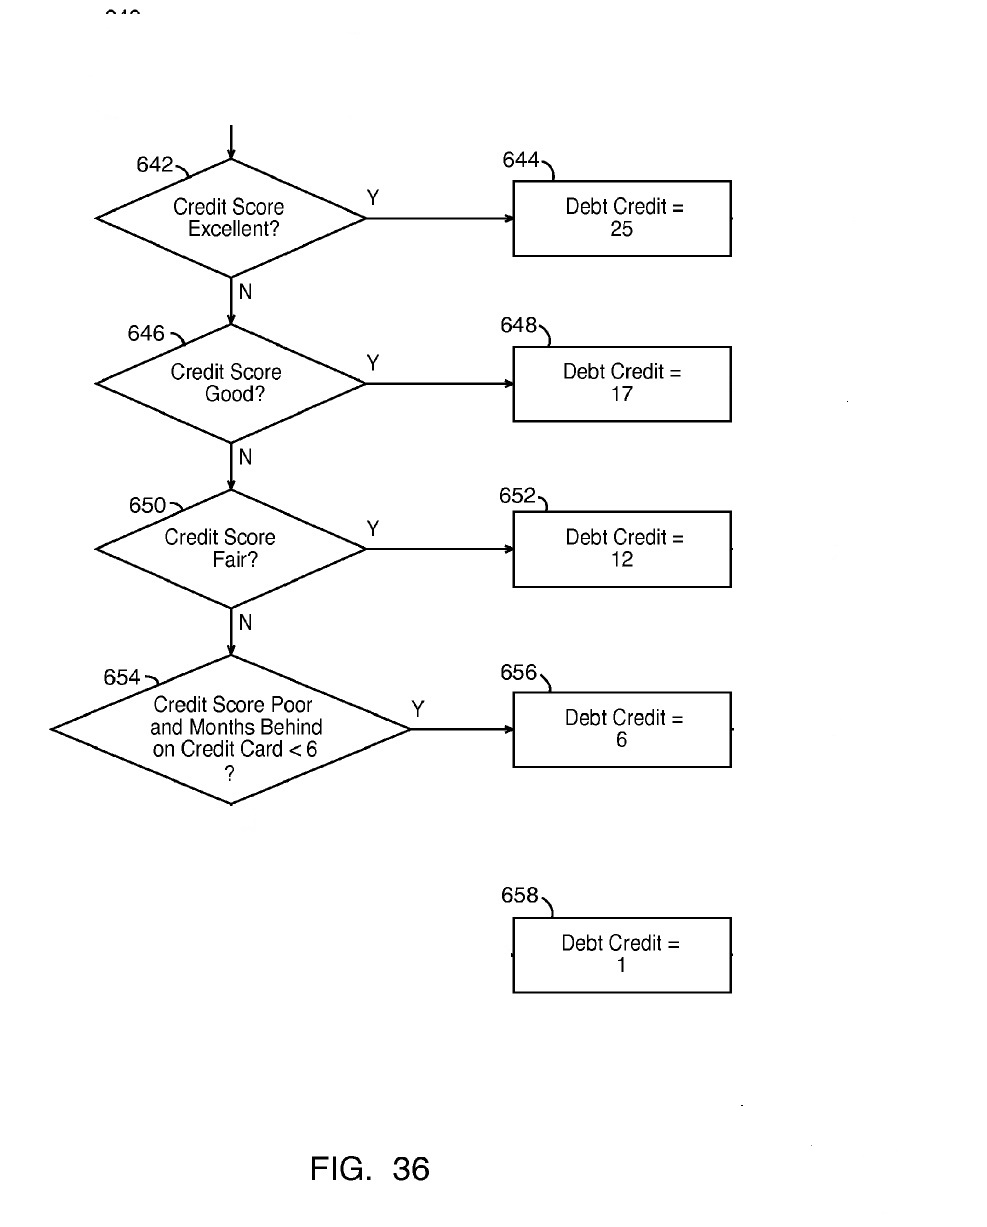 642
Credit Score
Excellent?
Y
644
Debt Credit =
25
N
646
Credit Score
Good?
Y
648
Debt Credit =
17
N
650
Credit Score
Fair?
Y
652
Debt Credit =
12
N
654
Credit Score Poor
and Months Behind
on Credit Card < 6
?
Y
656
Debt Credit =
6
658
Debt Credit =
1
FIG. 36